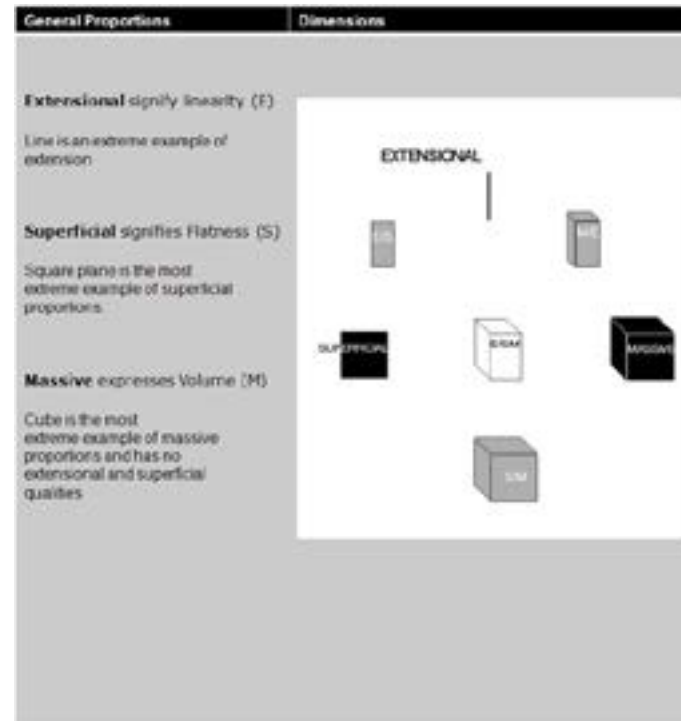 General Proportions
Dimensions
Extensional signify linearity (E)
Line is an extreme example of
extension
Superficial signifies Flatness (S)
Square plane is the most
extreme example of superficial
proportions
Massive expresses Volume (M)
Cube is the most
extreme example of massive
proportions and has no
extensional and superficial
qualities
EXTENSIONAL
SUPERFICIAL
MASSIVE
S/M